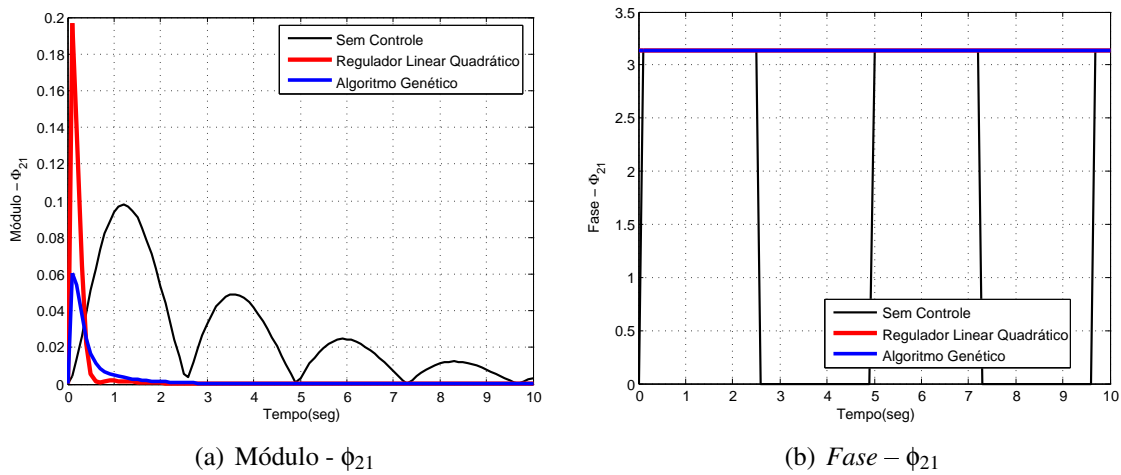 0.2
0.18
0.16
0.14
0.12
0.1
0.08
0.06
0.04
0.02
0
Módulo – Φ21
Sem Controle
Regulador Linear Quadrático
Algoritmo Genético
0 1 2 3 4 5 6 7 8 9 10
Tempo(seg)
(a) Módulo - ϕ21
3.5
3
2.5
2
1.5
1
0.5
0
Fase – Φ21
Sem Controle
Regulador Linear Quadrático
Algoritmo Genético
0 1 2 3 4 5 6 7 8 9 10
Tempo(seg)
(b) Fase – ϕ21